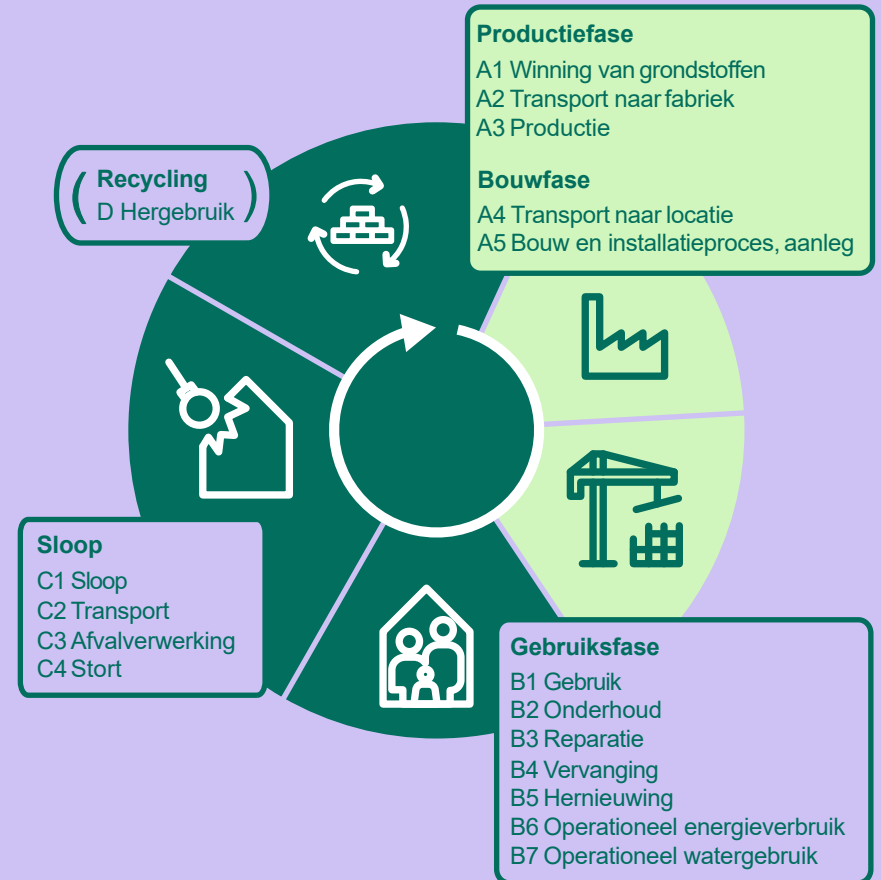 Productiefase
A1 Winning van grondstoffen
A2 Transport naar fabriek
A3 Productie
Bouwfase
A4 Transport naar locatie
A5 Bouw en installatieproces, aanleg
Recycling
( D Hergebruik )
Sloop
C1 Sloop
C2 Transport
C3 Afvalverwerking
C4 Stort
Gebruiksfase
B1 Gebruik
B2 Onderhoud
B3 Reparatie
B4 Vervanging
B5 Hernieuwing
B6 Operationeel energieverbruik
B7 Operationeel watergebruik